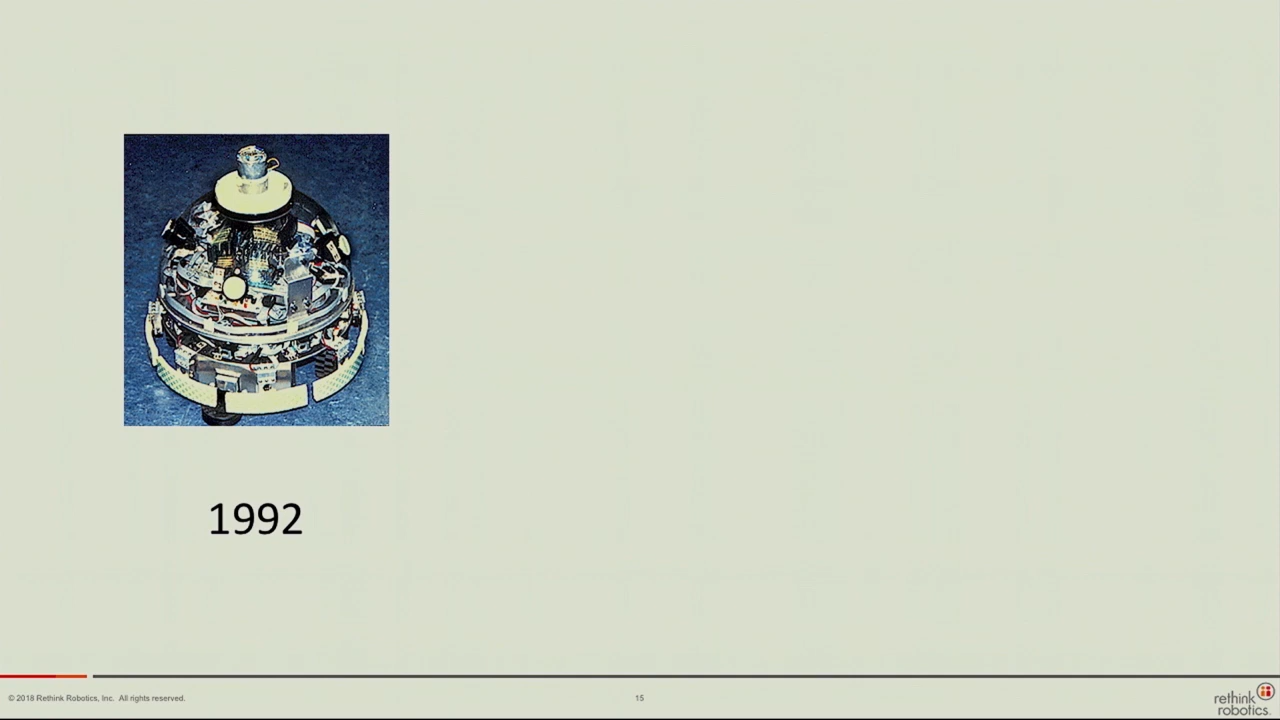 1992
© 2018 Rethink Robotics, Inc. All rights reserved.
15
rethink
robotics.